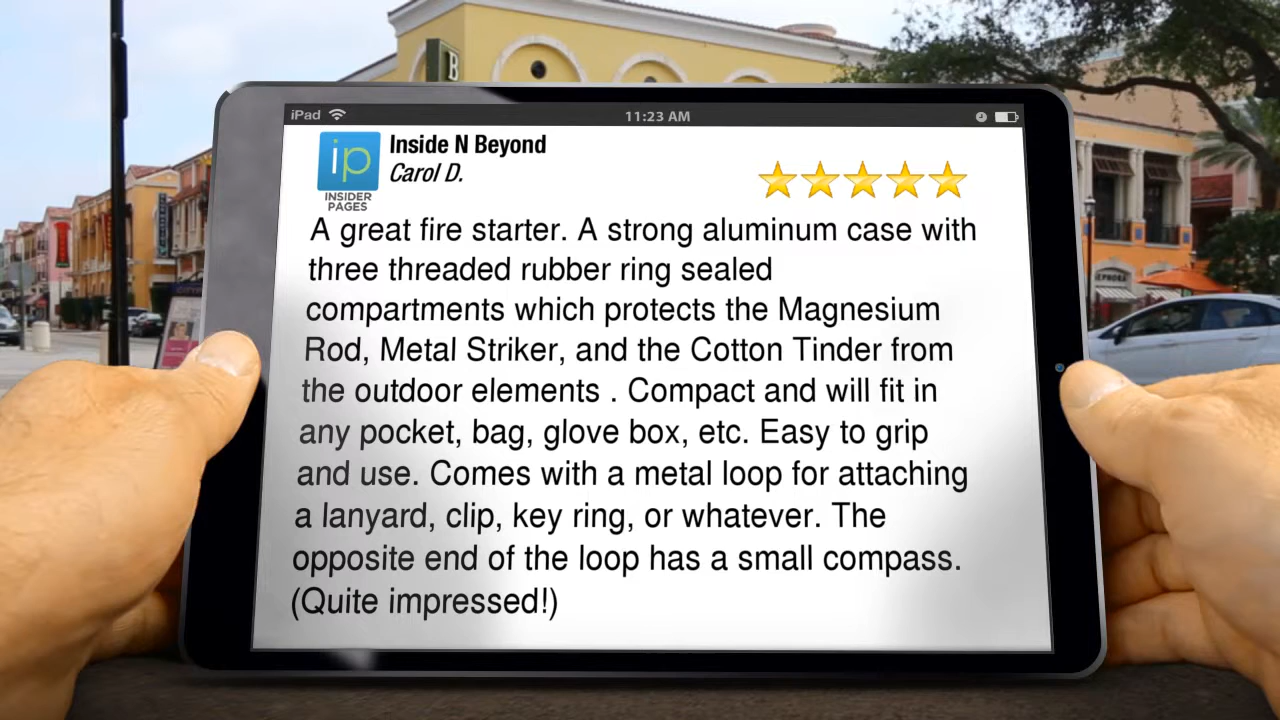 B
iPad 11:23 AM
ip
INSIDER
PAGES
Inside N Beyond
Carol D.
A great fire starter. A strong aluminum case with
three threaded rubber ring sealed
compartments which protects the Magnesium
Rod, Metal Striker, and the Cotton Tinder from
the outdoor elements . Compact and will fit in
any pocket, bag, glove box, etc. Easy to grip
and use. Comes with a metal loop for attaching
a lanyard, clip, key ring, or whatever. The
opposite end of the loop has a small compass.
(Quite impressed!)
SEPHORA